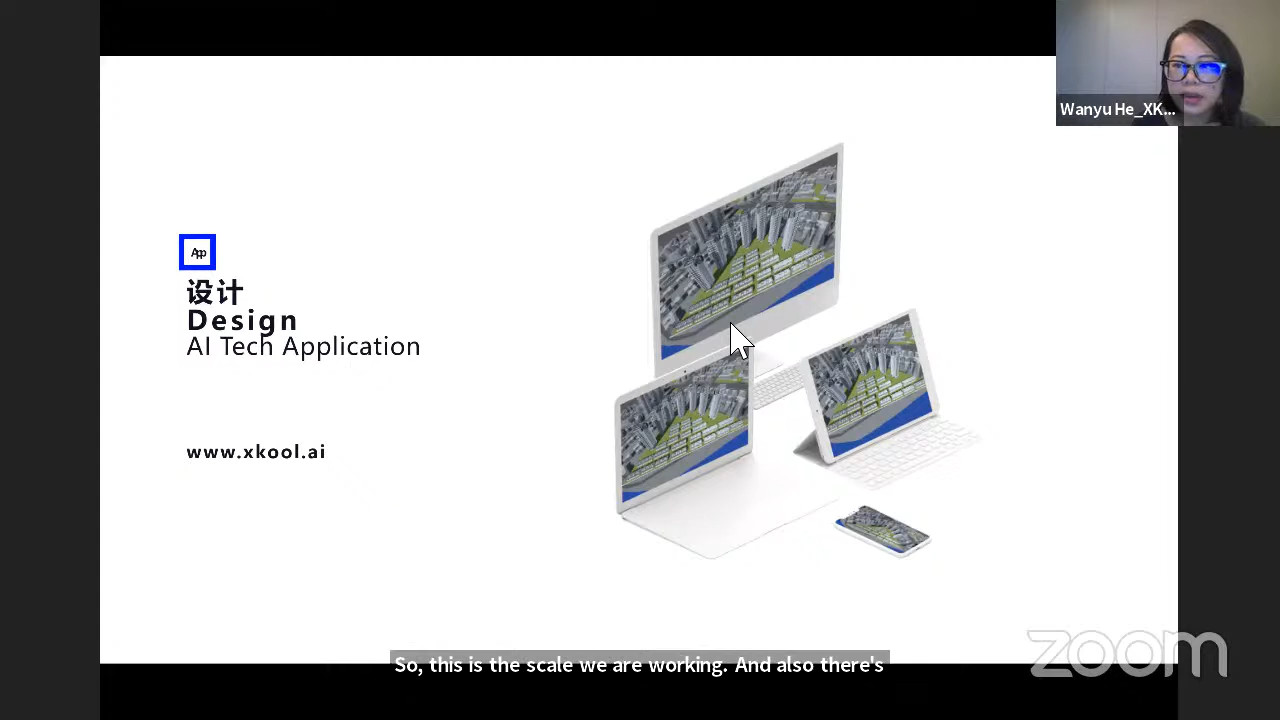 Wanyu He_XK...
App
设计
Design
AI Tech Application
www.xkool.ai
So, this is the scale we are working. And also there's
zoom